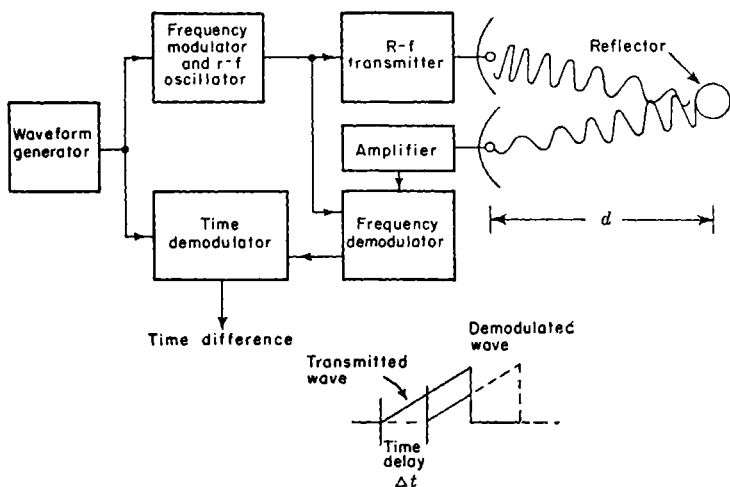 Frequency
modulator
and r-f
oscillator
R-f
transmitter
Reflector
Waveform
generator
Amplifier
Time
demodulator
Frequency
demodulator
d
Time difference
Demodulated
wave
Transmitted
wave
Time
delay
Δt